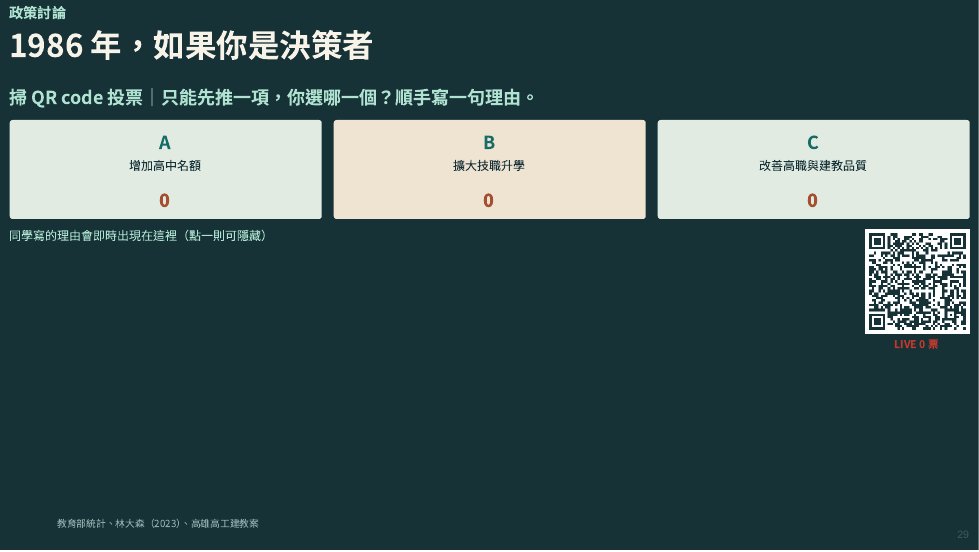 政策討論
1986 年，如果你是決策者
掃 QR code 投票｜只能先推一項，你選哪一個？順手寫一句理由。
A
增加高中名額
0
B
擴大技職升學
0
C
改善高職與建教品質
0
同學寫的理由會即時出現在這裡（點一則可隱藏）
LIVE 0 票
教育部統計、林大森（2023）、高雄高工建教案
29